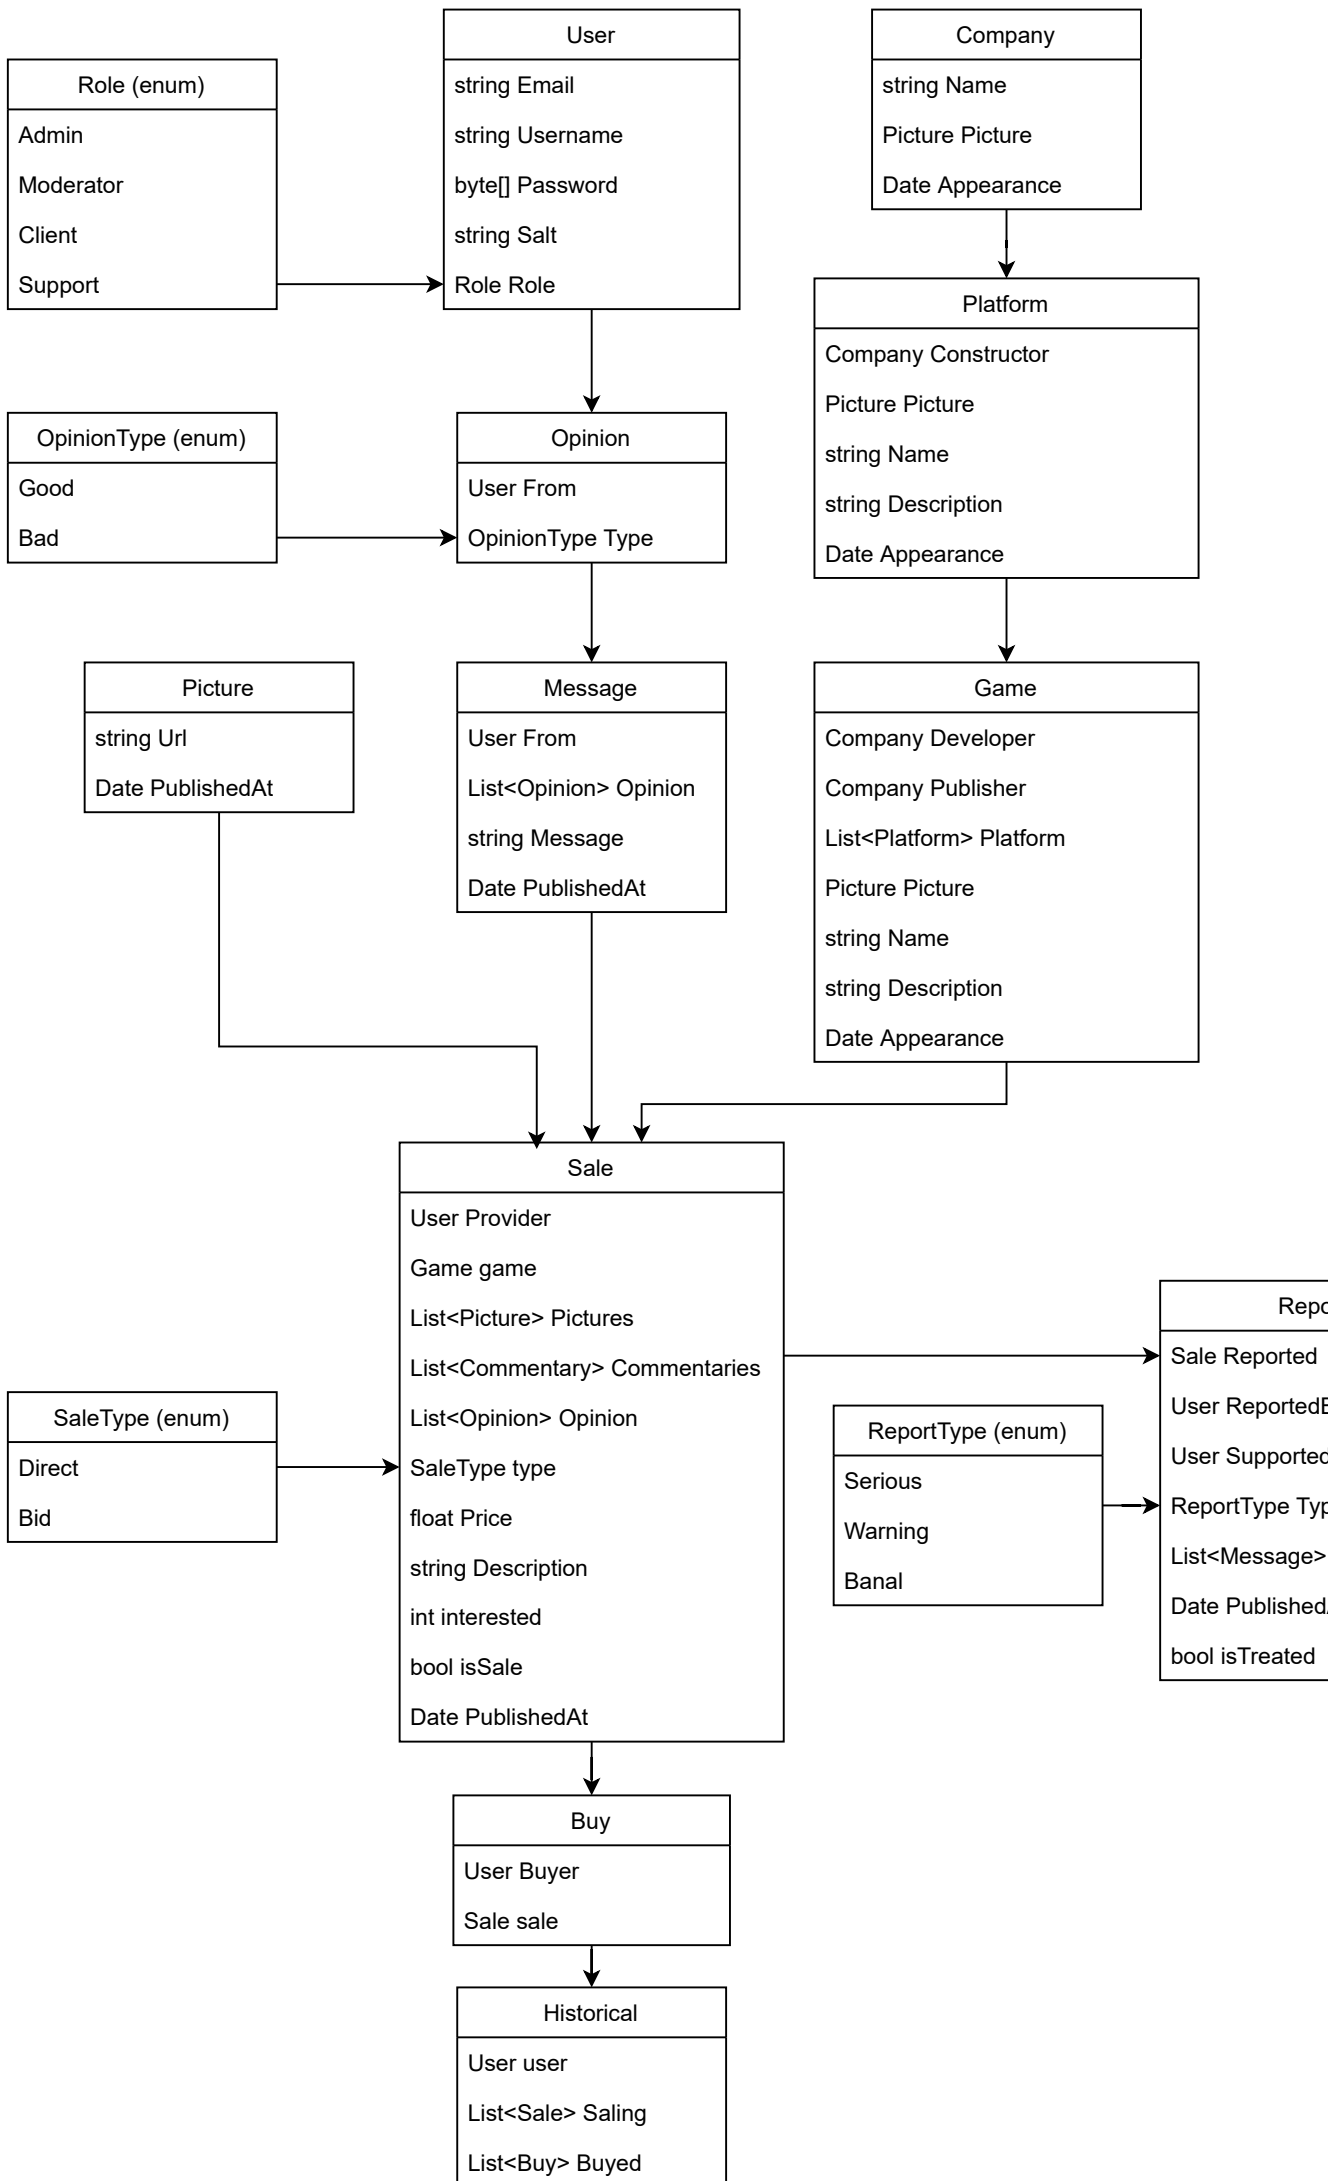 User
string Email
string Username
byte[] Password
string Salt
Role Role
Company
string Name
Picture Picture
Date Appearance
Role (enum)
Admin
Moderator
Client
Support
Platform
Company Constructor
Picture Picture
string Name
string Description
Date Appearance
OpinionType (enum)
Good
Bad
Opinion
User From
OpinionType Type
Picture
string Url
Date PublishedAt
Message
User From
List<Opinion> Opinion
string Message
Date PublishedAt
Game
Company Developer
Company Publisher
List<Platform> Platform
Picture Picture
string Name
string Description
Date Appearance
Sale
User Provider
Game game
List<Picture> Pictures
List<Commentary> Commentaries
List<Opinion> Opinion
SaleType type
float Price
string Description
int interested
bool isSale
Date PublishedAt
SaleType (enum)
Direct
Bid
ReportType (enum)
Serious
Warning
Banal
Sale Reported
User
User
ReportType
List<Message>
Date
bool isTreated
Buy
User Buyer
Sale sale
Historical
User user
List<Sale> Saling
List<Buy> Buyed